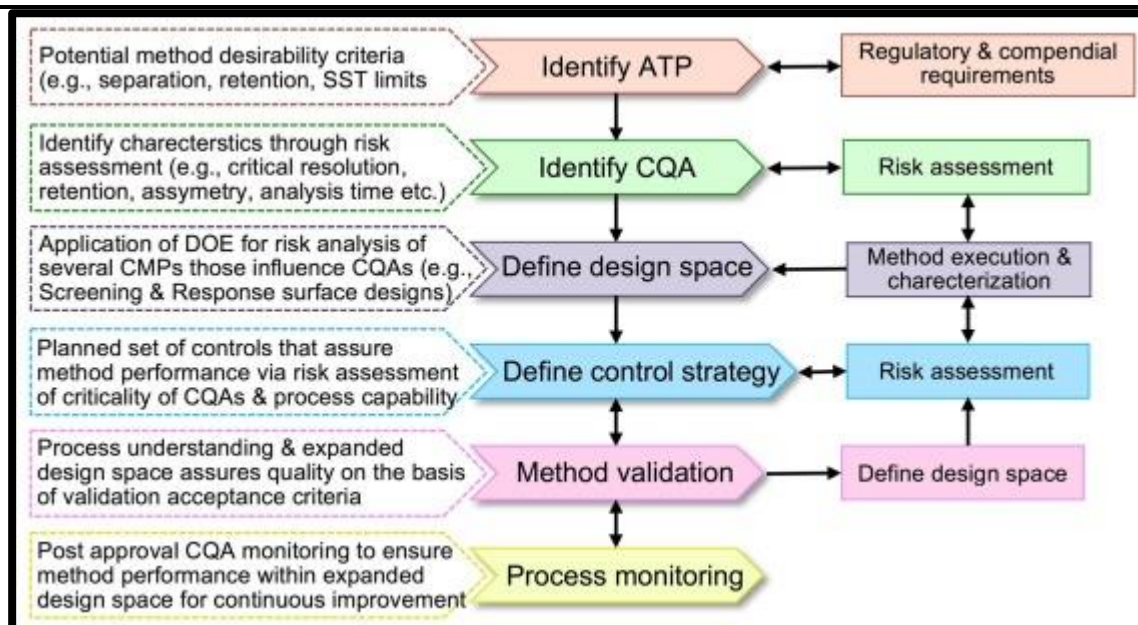 Potential method desirability criteria
(e.g., separation, retention, SST limits
Identify ATP
Regulatory & compendial
requirements
Identify charecterstics through risk
assessment (e.g., critical resolution,
retention, assymetry, analysis time etc.)
Identify CQA
Risk assessment
Application of DOE for risk analysis of
several CMPs those influence CQAs (e.g.,
Screening & Response surface designs)
Define design space
Method execution &
charecterization
Planned set of controls that assure
method performance via risk assessment
of criticality of CQAs & process capability
Define control strategy
Risk assessment
Process understanding & expanded
design space assures quality on the basis
of validation acceptance criteria
Method validation
Define design space
Post approval CQA monitoring to ensure
method performance within expanded
design space for continuous improvement
Process monitoring